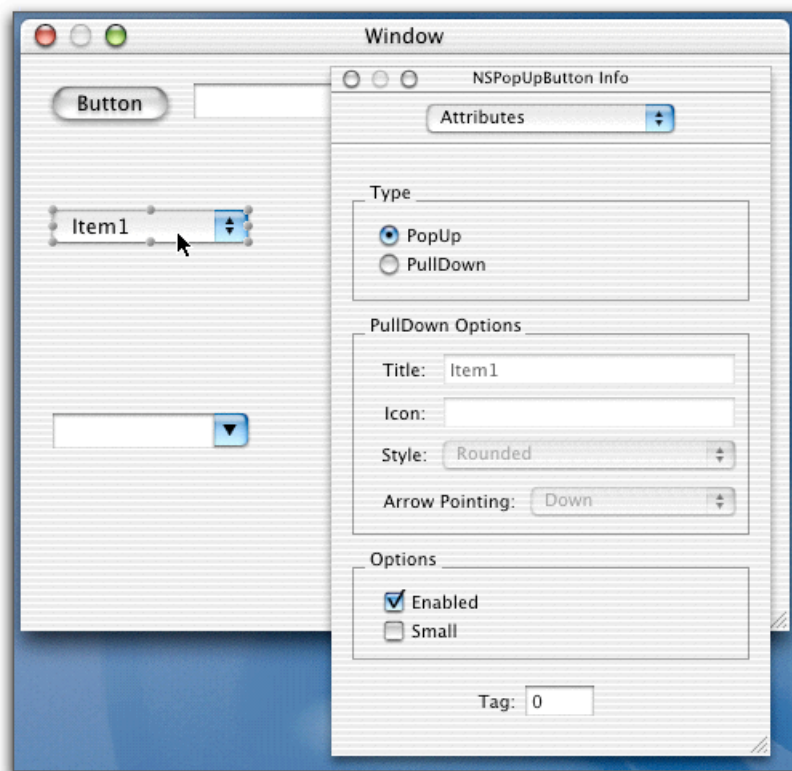 Window
Button
Item1
NSPopUpButton Info
Attributes
Type
PopUp
PullDown
PullDown Options
Title: Item1
Icon:
Style: Rounded
Arrow Pointing: Down
Options
Enabled
Small
Tag: 0